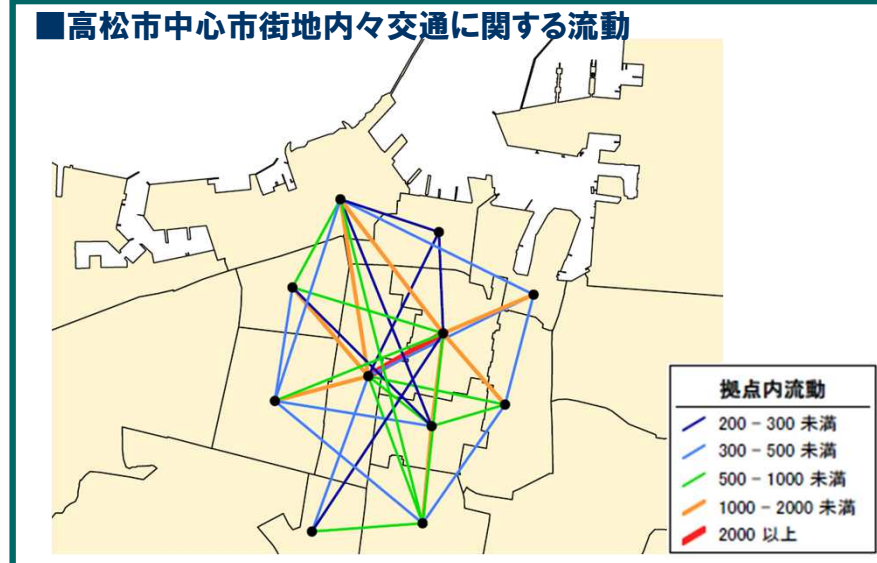 ■高松市中心市街地内々交通に関する流動
拠点内流動
200 - 300 未満
300 - 500 未満
500 - 1000 未満
1000 - 2000 未満
2000 以上